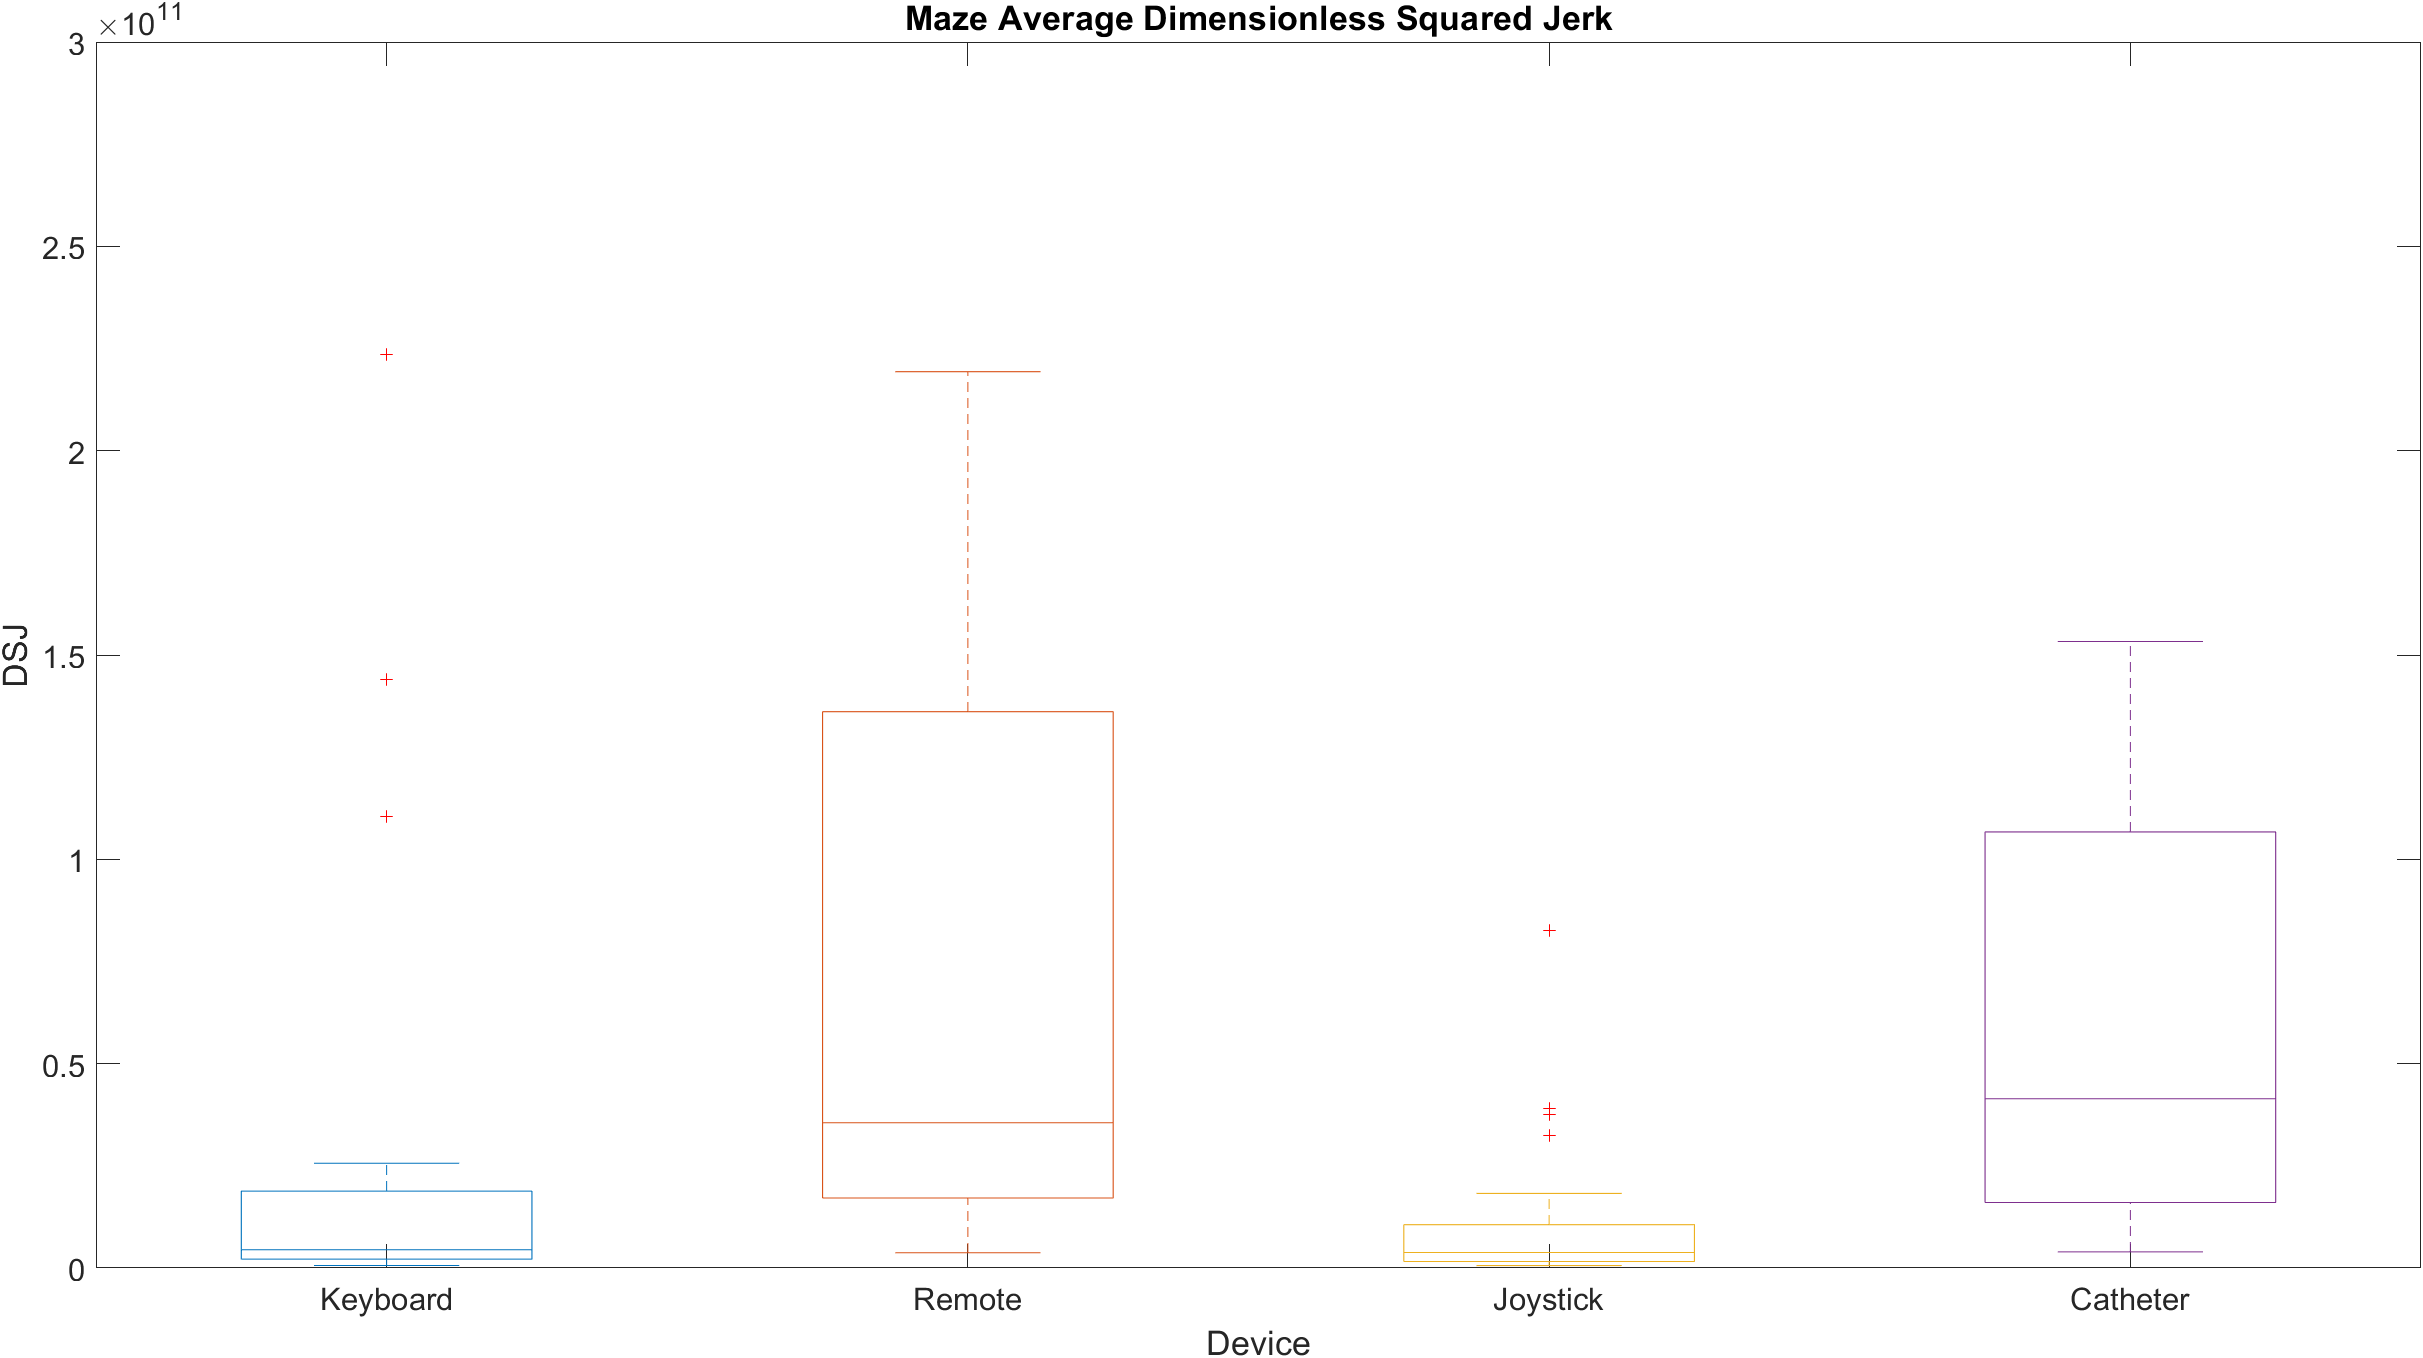 Maze Average Dimensionless Squared Jerk
×10^11
3
2.5
2
1.5
1
0.5
0
DSJ
Keyboard Remote Joystick Catheter
Device